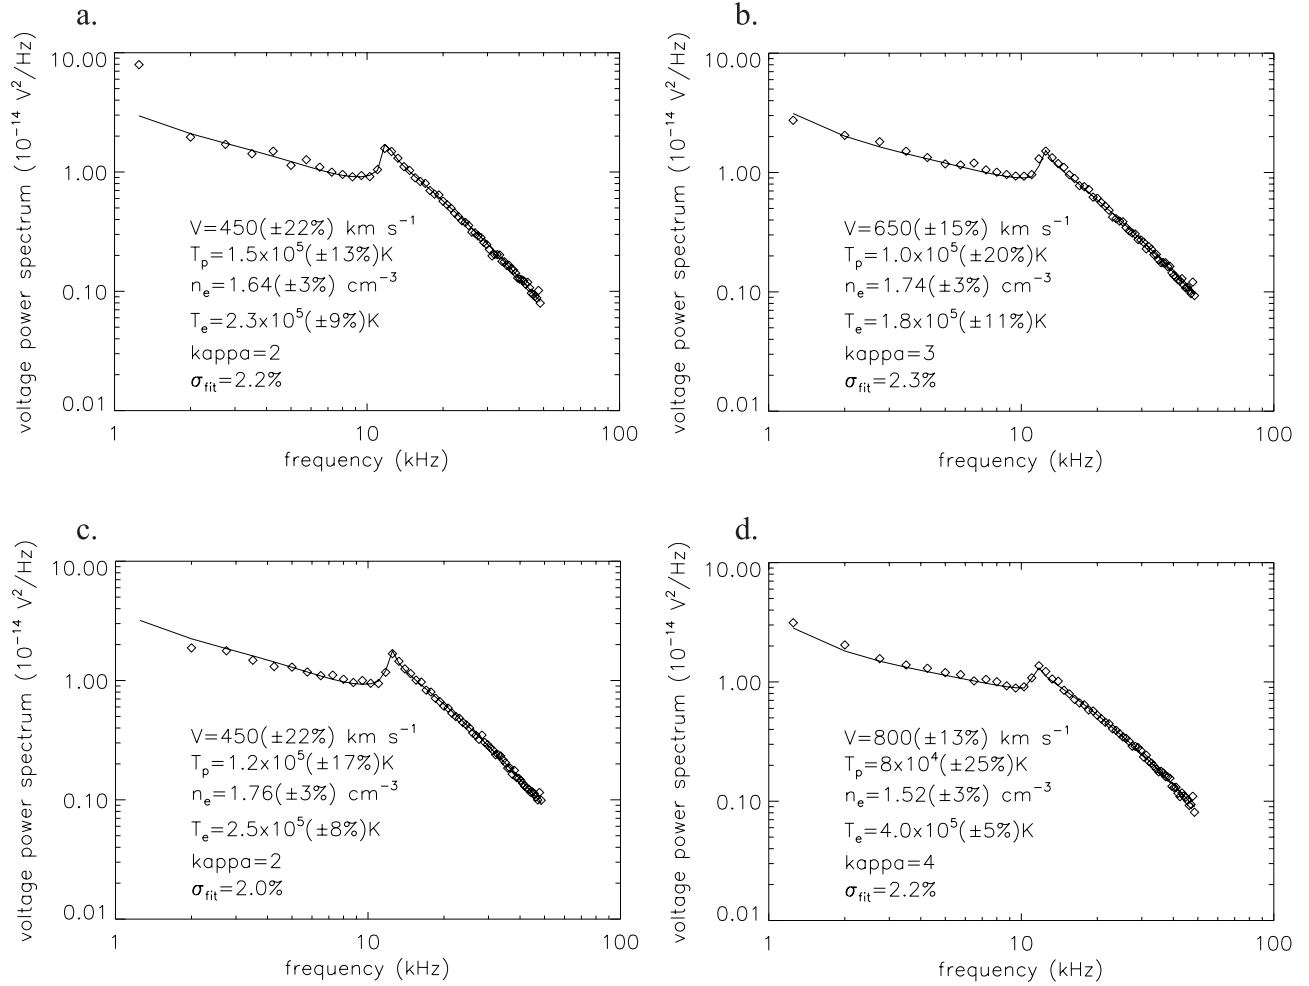 a.
voltage power spectrum (10⁻¹⁴ V²/Hz)
10.00
1.00
0.10
0.01
V=450(±22%) km s⁻¹
Tₚ=1.5x10⁵(±13%)K
nₑ=1.64(±3%) cm⁻³
Tₑ=2.3x10⁵(±9%)K
kappa=2
σfit=2.2%
1
10
100
frequency (kHz)
b.
voltage power spectrum (10⁻¹⁴ V²/Hz)
10.00
1.00
0.10
0.01
V=650(±15%) km s⁻¹
Tₚ=1.0x10⁵(±20%)K
nₑ=1.74(±3%) cm⁻³
Tₑ=1.8x10⁵(±11%)K
kappa=3
σfit=2.3%
1
10
100
frequency (kHz)
c.
voltage power spectrum (10⁻¹⁴ V²/Hz)
10.00
1.00
0.10
0.01
V=450(±22%) km s⁻¹
Tₚ=1.2x10⁵(±17%)K
nₑ=1.76(±3%) cm⁻³
Tₑ=2.5x10⁵(±8%)K
kappa=2
σfit=2.0%
1
10
100
frequency (kHz)
d.
voltage power spectrum (10⁻¹⁴ V²/Hz)
10.00
1.00
0.10
0.01
V=800(±13%) km s⁻¹
Tₚ=8x10⁴(±25%)K
nₑ=1.52(±3%) cm⁻³
Tₑ=4.0x10⁵(±5%)K
kappa=4
σfit=2.2%
1
10
100
frequency (kHz)